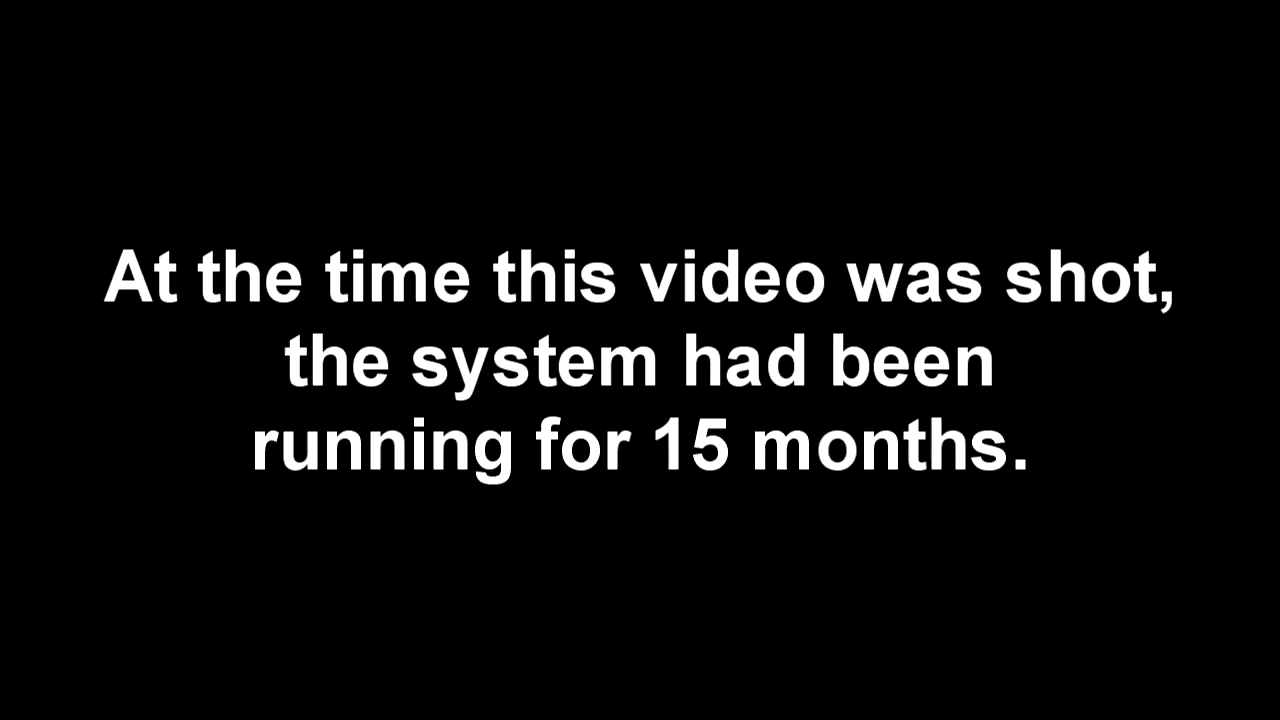 At the time this video was shot,
the system had been
running for 15 months.